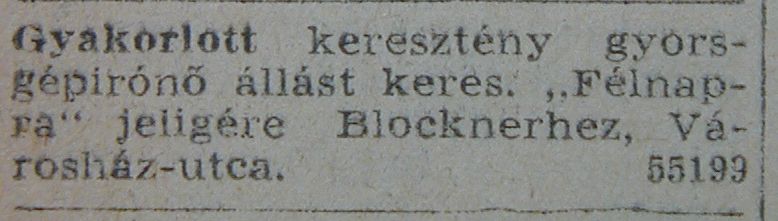 Gyakorlott keresztény gyors-
gépirónő állást keres. „Félnap-
ra“ jeligére Blocknerhez, Vá-
rosház-utca. 55199